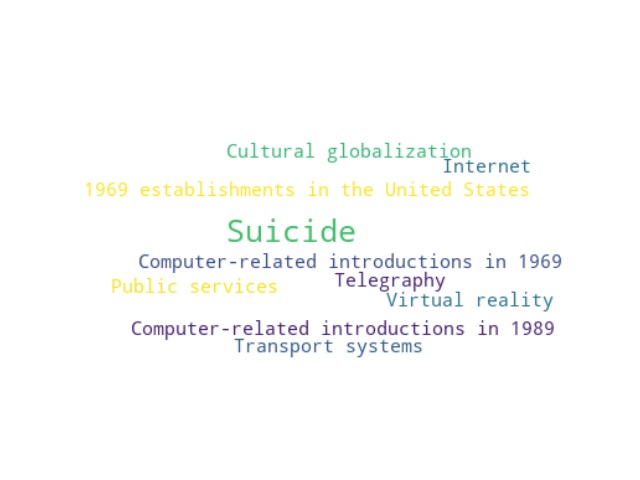 Cultural globalization
Internet
1969 establishments in the United States
Suicide
Computer-related introductions in 1969
Telegraphy
Public services
Virtual reality
Computer-related introductions in 1989
Transport systems